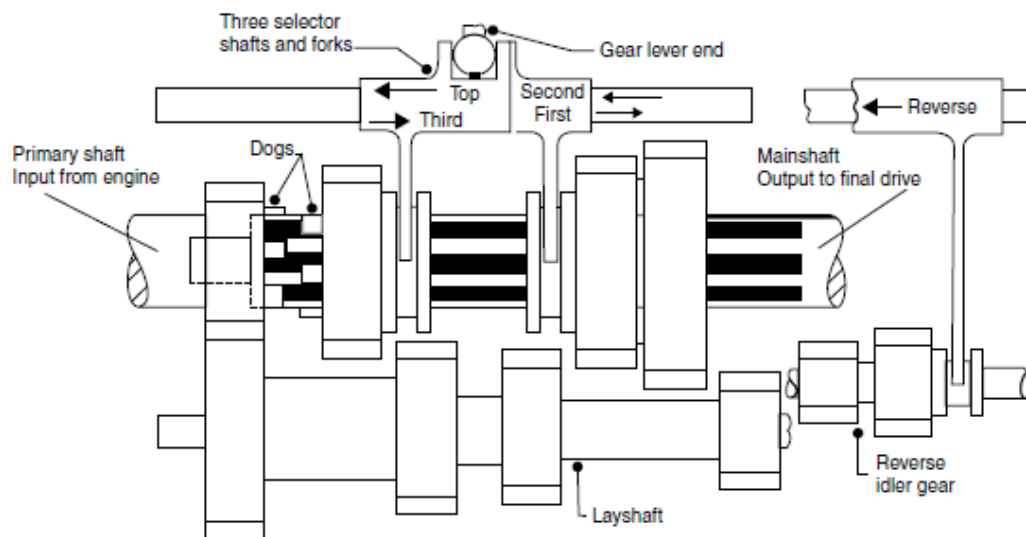 Three selector
shafts and forks
Gear lever end
Top
Third
Second
First
Reverse
Primary shaft
Input from engine
Dogs
Mainshaft
Output to final drive
Reverse
idler gear
Layshaft